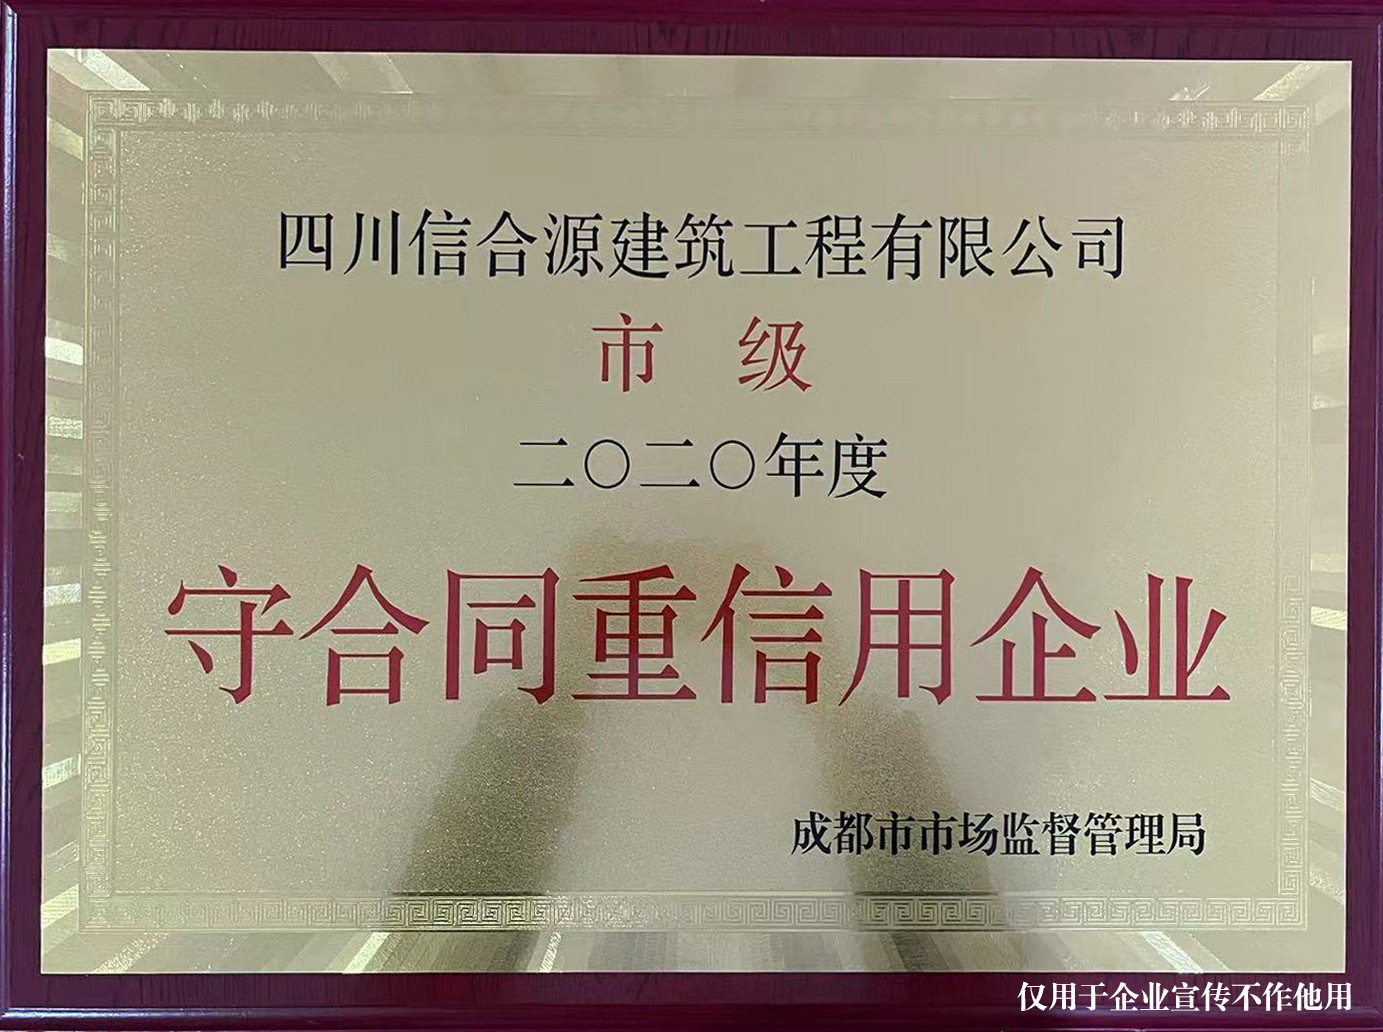 四川信合源建筑工程有限公司
市 级
二〇二〇年度
守合同重信用企业
成都市市场监督管理局
仅用于企业宣传不作他用